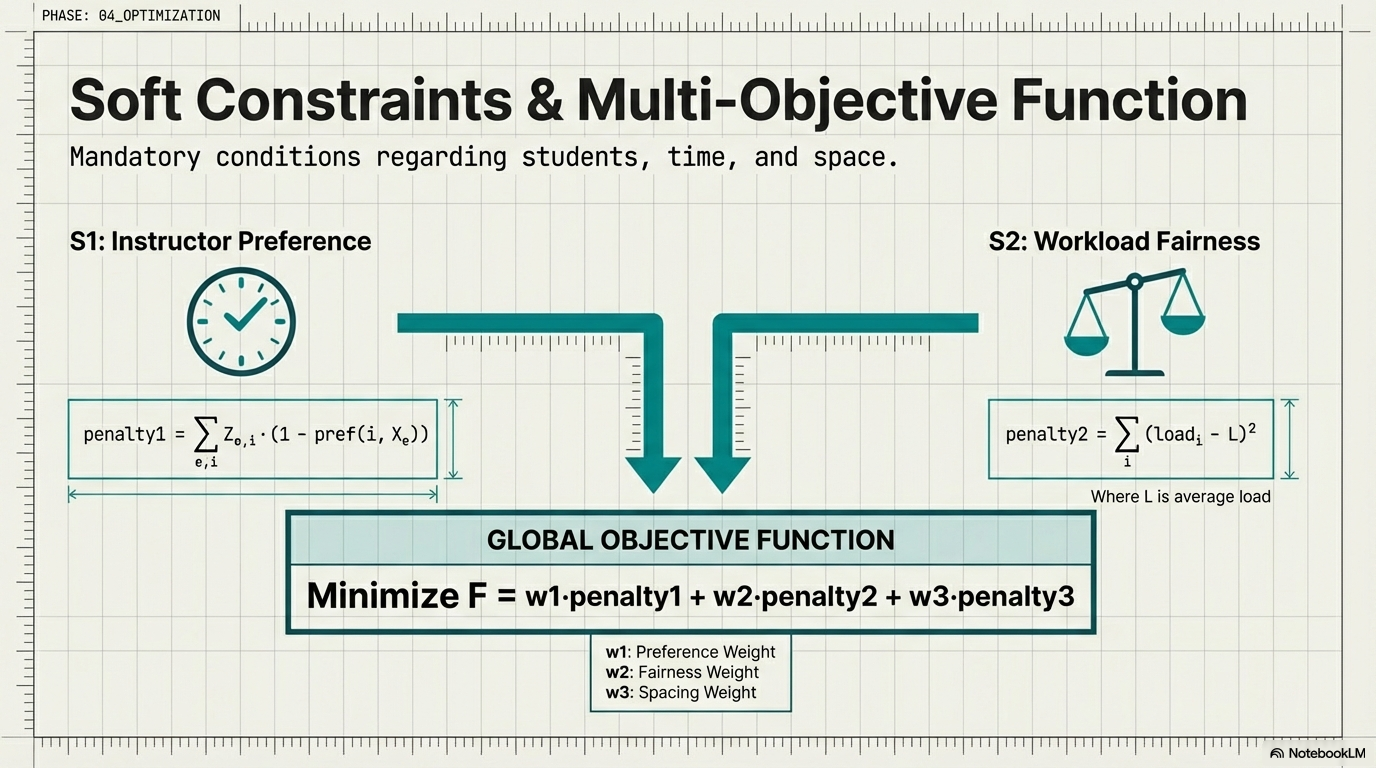 PHASE: 04_OPTIMIZATION
Soft Constraints & Multi-Objective Function
Mandatory conditions regarding students, time, and space.
S1: Instructor Preference
penalty1 = ∑ Z_e,i · (1 - pref(i, X_e))
e,i
S2: Workload Fairness
penalty2 = ∑ (load_i - L)²
i
Where L is average load
GLOBAL OBJECTIVE FUNCTION
Minimize F = w1·penalty1 + w2·penalty2 + w3·penalty3
w1: Preference Weight
w2: Fairness Weight
w3: Spacing Weight
NotebookLM